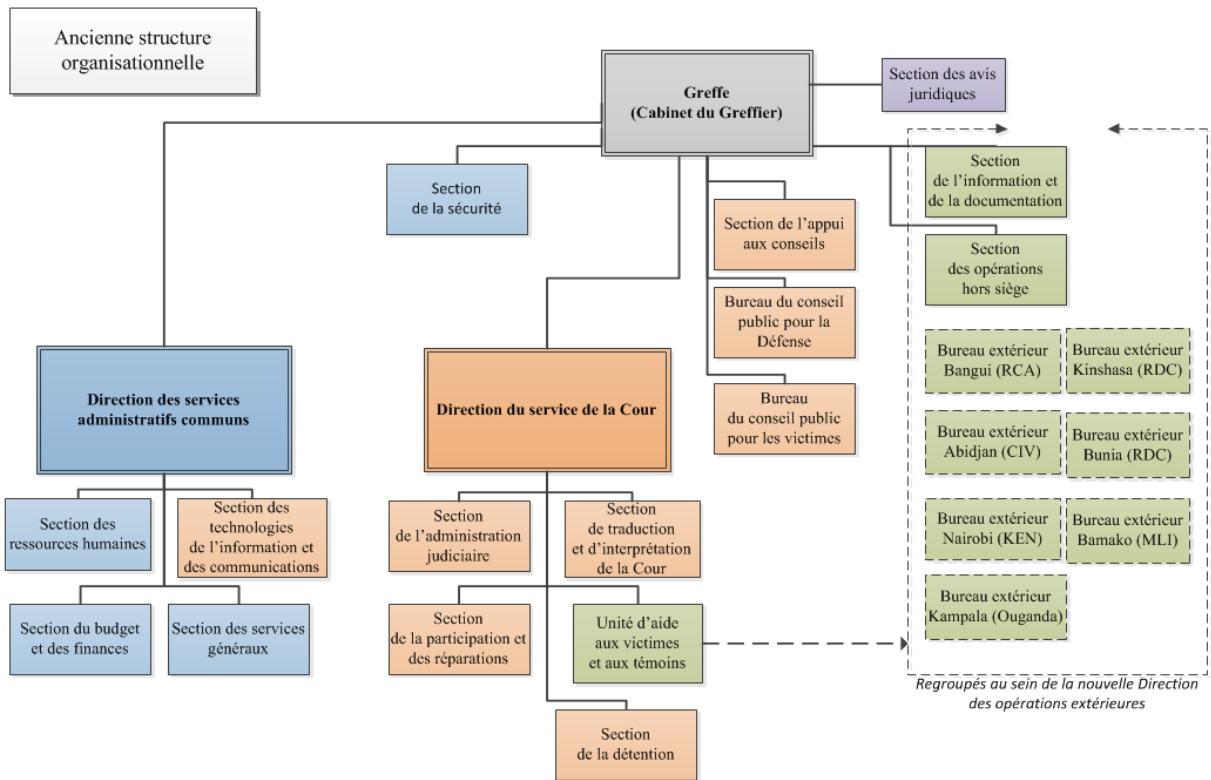 Ancienne structure
organisationnelle
Greffe
(Cabinet du Greffier)
Section des avis
juridiques
Section
de la sécurité
Section
de l'information et
de la documentation
Section de l'appui
aux conseils
Section
des opérations
hors siège
Bureau du conseil
public pour la
Défense
Bureau
du conseil public
pour les victimes
Bureau extérieur
Bangui (RCA)
Bureau extérieur
Kinshasa (RDC)
Bureau extérieur
Abidjan (CIV)
Bureau extérieur
Bunia (RDC)
Bureau extérieur
Nairobi (KEN)
Bureau extérieur
Bamako (MLI)
Bureau extérieur
Kampala (Ouganda)
Regroupés au sein de la nouvelle Direction
des opérations extérieures
Direction des services
administratifs communs
Direction du service de la Cour
Section des
ressources humaines
Section des
technologies
de l'information et
des communications
Section du budget
et des finances
Section des services
généraux
Section
de l'administration
judiciaire
Section
de traduction
et d'interprétation
de la Cour
Section
de la participation et
des réparations
Unité d'aide
aux victimes
et aux témoins
Section
de la détention